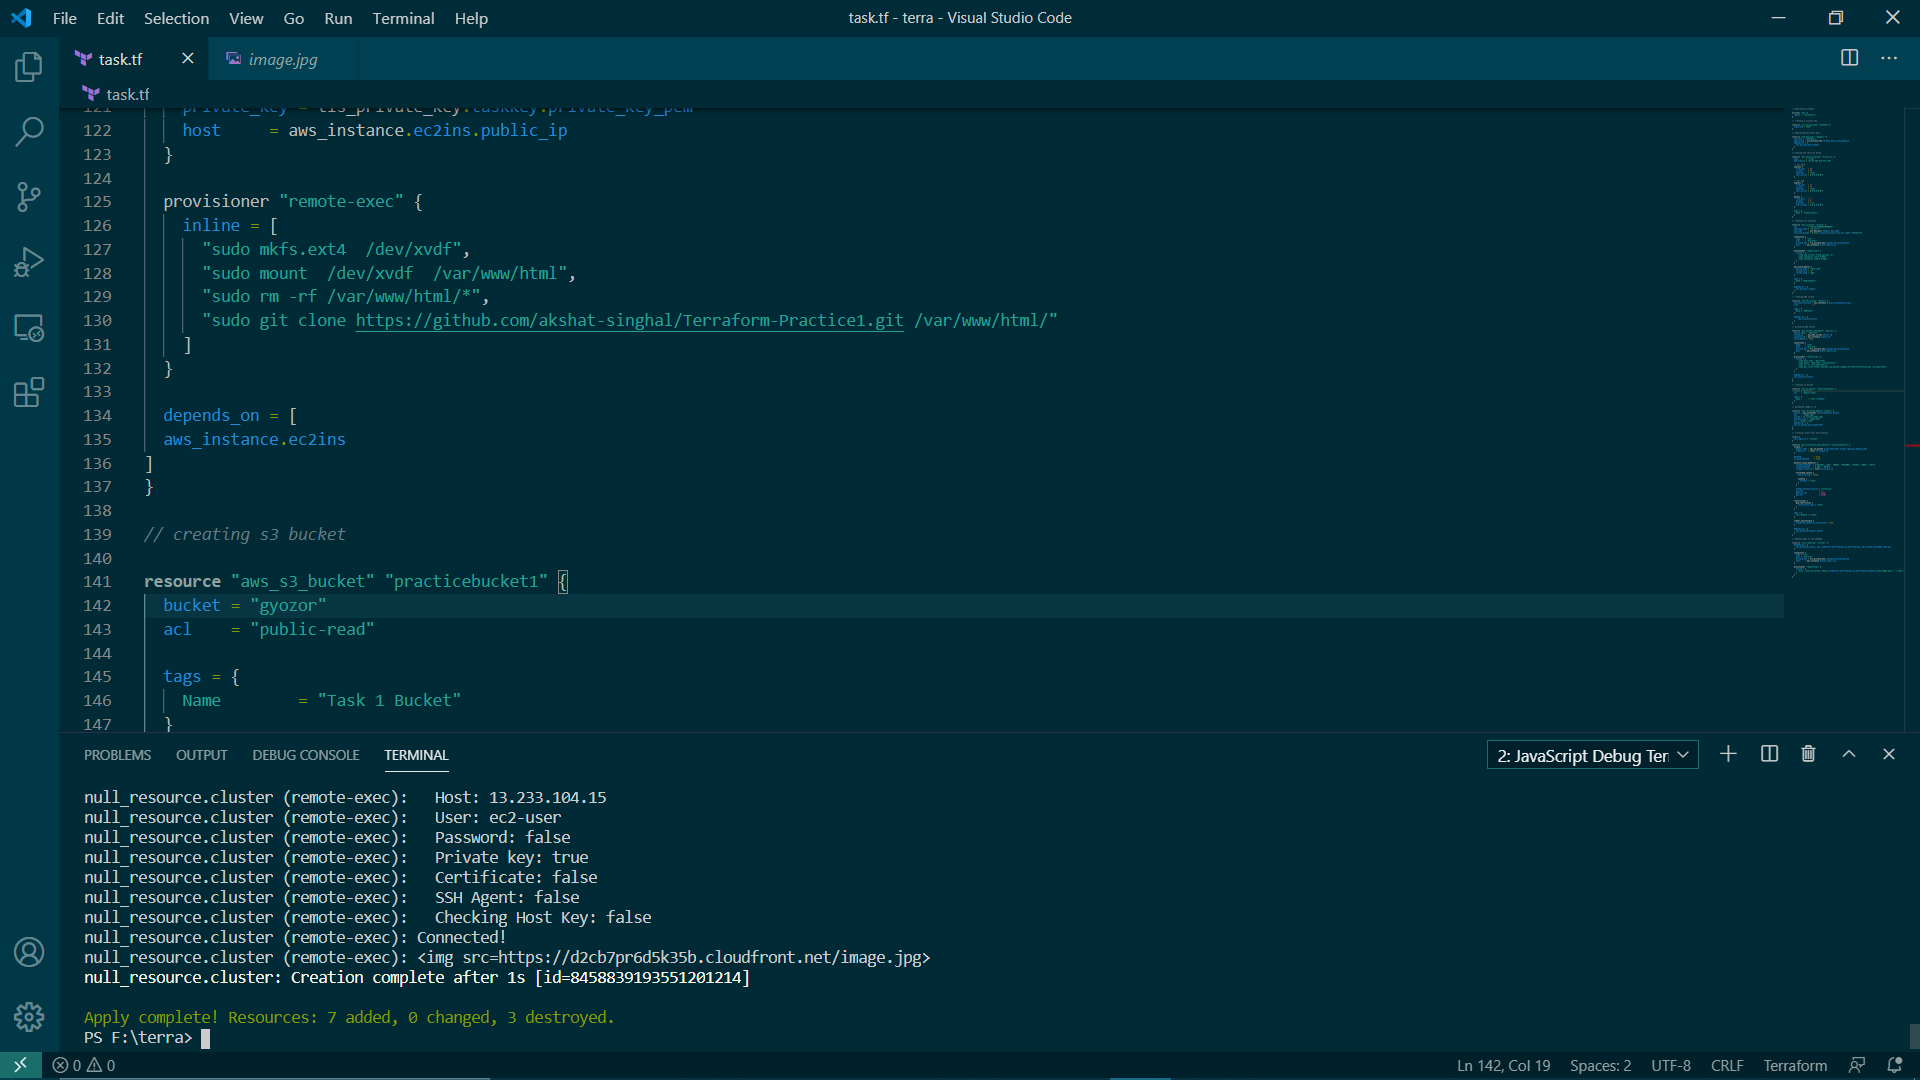 File Edit Selection View Go Run Terminal Help
task.tf - terra - Visual Studio Code
task.tf
image.jpg
task.tf
121 private_key = tls_private_key.taskkey.private_key_pem
122 host = aws_instance.ec2ins.public_ip
123 }
124
125 provisioner "remote-exec" {
126 inline = [
127 "sudo mkfs.ext4 /dev/xvdf",
128 "sudo mount /dev/xvdf /var/www/html",
129 "sudo rm -rf /var/www/html/*",
130 "sudo git clone https://github.com/akshat-singhal/Terraform-Practice1.git /var/www/html/"
131 ]
132 }
133
134 depends_on = [
135 aws_instance.ec2ins
136 ]
137 }
138
139 // creating s3 bucket
140
141 resource "aws_s3_bucket" "practicebucket1" {
142 bucket = "gyozor"
143 acl = "public-read"
144
145 tags = {
146 Name = "Task 1 Bucket"
147 }
PROBLEMS OUTPUT DEBUG CONSOLE TERMINAL
2: JavaScript Debug Ter
null_resource.cluster (remote-exec): Host: 13.233.104.15
null_resource.cluster (remote-exec): User: ec2-user
null_resource.cluster (remote-exec): Password: false
null_resource.cluster (remote-exec): Private key: true
null_resource.cluster (remote-exec): Certificate: false
null_resource.cluster (remote-exec): SSH Agent: false
null_resource.cluster (remote-exec): Checking Host Key: false
null_resource.cluster (remote-exec): Connected!
null_resource.cluster (remote-exec): <img src=https://d2cb7pr6d5k35b.cloudfront.net/image.jpg>
null_resource.cluster: Creation complete after 1s [id=8458839193551201214]
Apply complete! Resources: 7 added, 0 changed, 3 destroyed.
PS F:\terra>
0 0
Ln 142, Col 19 Spaces: 2 UTF-8 CRLF Terraform